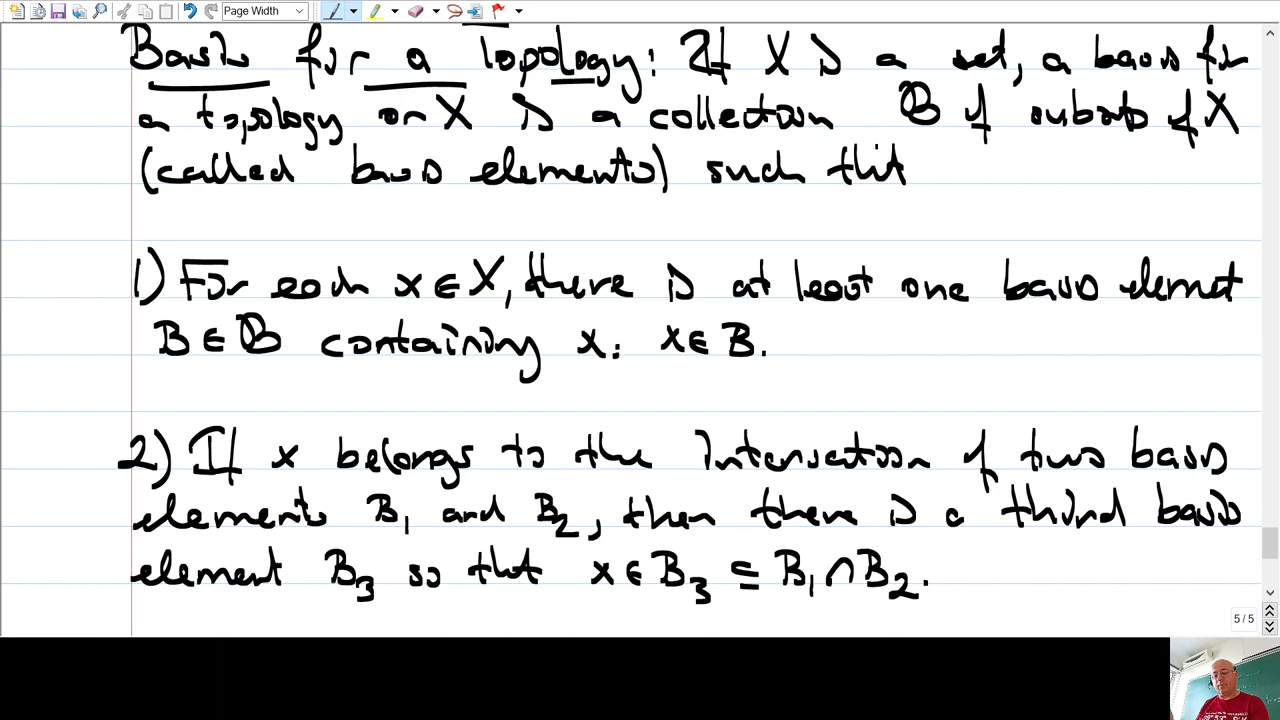 Page Width
Basis for a Topology: If X is a set, a basis for
a topology on X is a collection ℬ of subsets of X
(called basis elements) such that
1) For each x ∈ X, there is at least one basis element
B ∈ ℬ containing x: x ∈ B.
2) If x belongs to the intersection of two basis
elements B₁ and B₂, then there is a third basis
element B₃ so that x ∈ B₃ ⊆ B₁ ∩ B₂.
5/5